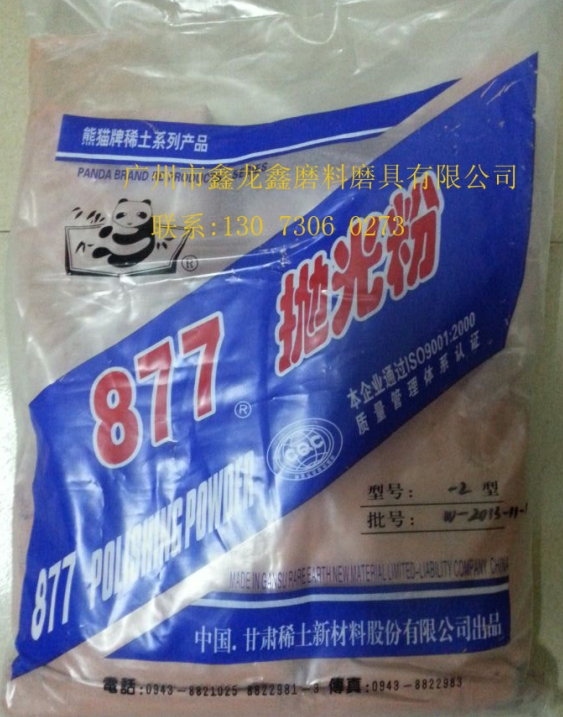 熊猫牌稀土系列产品
PANDA BRAND
广州市鑫龙鑫磨料磨具有限公司
联系:130 7306 0273
®
877 抛光粉
®
本企业通过ISO9001:2000
质量管理体系认证
CQC
型号: -2 型
批号:
877 POLISHING POWDER
MADE IN GANSU RARE EARTH NEW MATERIAL LIMITED-LIABILITY COMPANY CHINA
中国.甘肃稀土新材料股份有限公司出品
電話:0943-8821025 8822981-3 傳真:0943-8822983